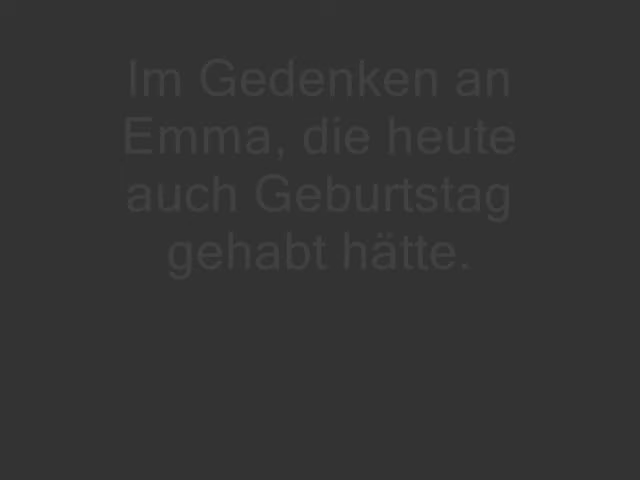 Im Gedenken an
Emma, die heute
auch Geburtstag
gehabt hätte.